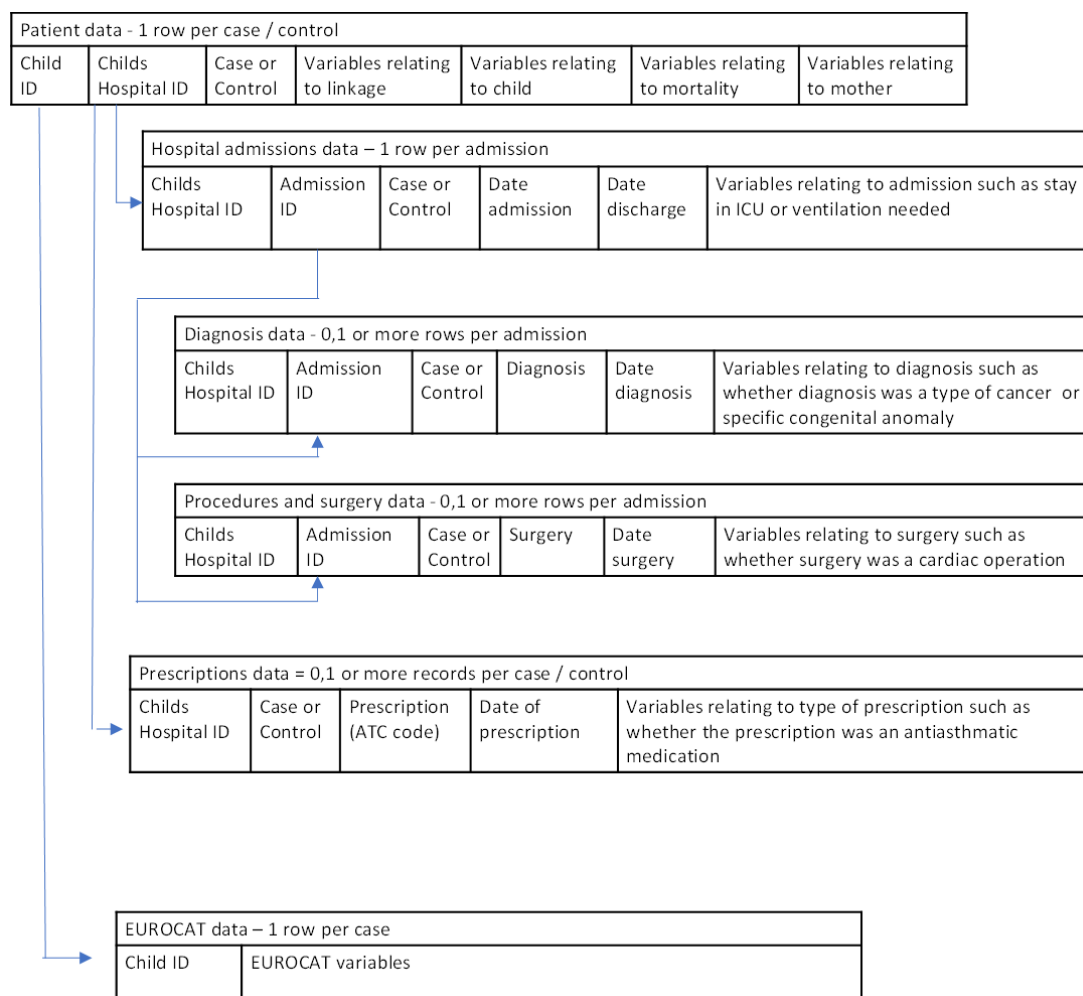 Patient data - 1 row per case / control
Child ID
Childs Hospital ID
Case or Control
Variables relating to linkage
Variables relating to child
Variables relating to mortality
Variables relating to mother
Hospital admissions data – 1 row per admission
Childs Hospital ID
Admission ID
Case or Control
Date admission
Date discharge
Variables relating to admission such as stay
in ICU or ventilation needed
Diagnosis data - 0,1 or more rows per admission
Childs Hospital ID
Admission ID
Case or Control
Diagnosis
Date diagnosis
Variables relating to diagnosis such as
whether diagnosis was a type of cancer or
specific congenital anomaly
Procedures and surgery data - 0,1 or more rows per admission
Childs Hospital ID
Admission ID
Case or Control
Surgery
Date surgery
Variables relating to surgery such as
whether surgery was a cardiac operation
Prescriptions data = 0,1 or more records per case / control
Childs Hospital ID
Case or Control
Prescription (ATC code)
Date of prescription
Variables relating to type of prescription such as
whether the prescription was an antiasthmatic
medication
EUROCAT data – 1 row per case
Child ID
EUROCAT variables